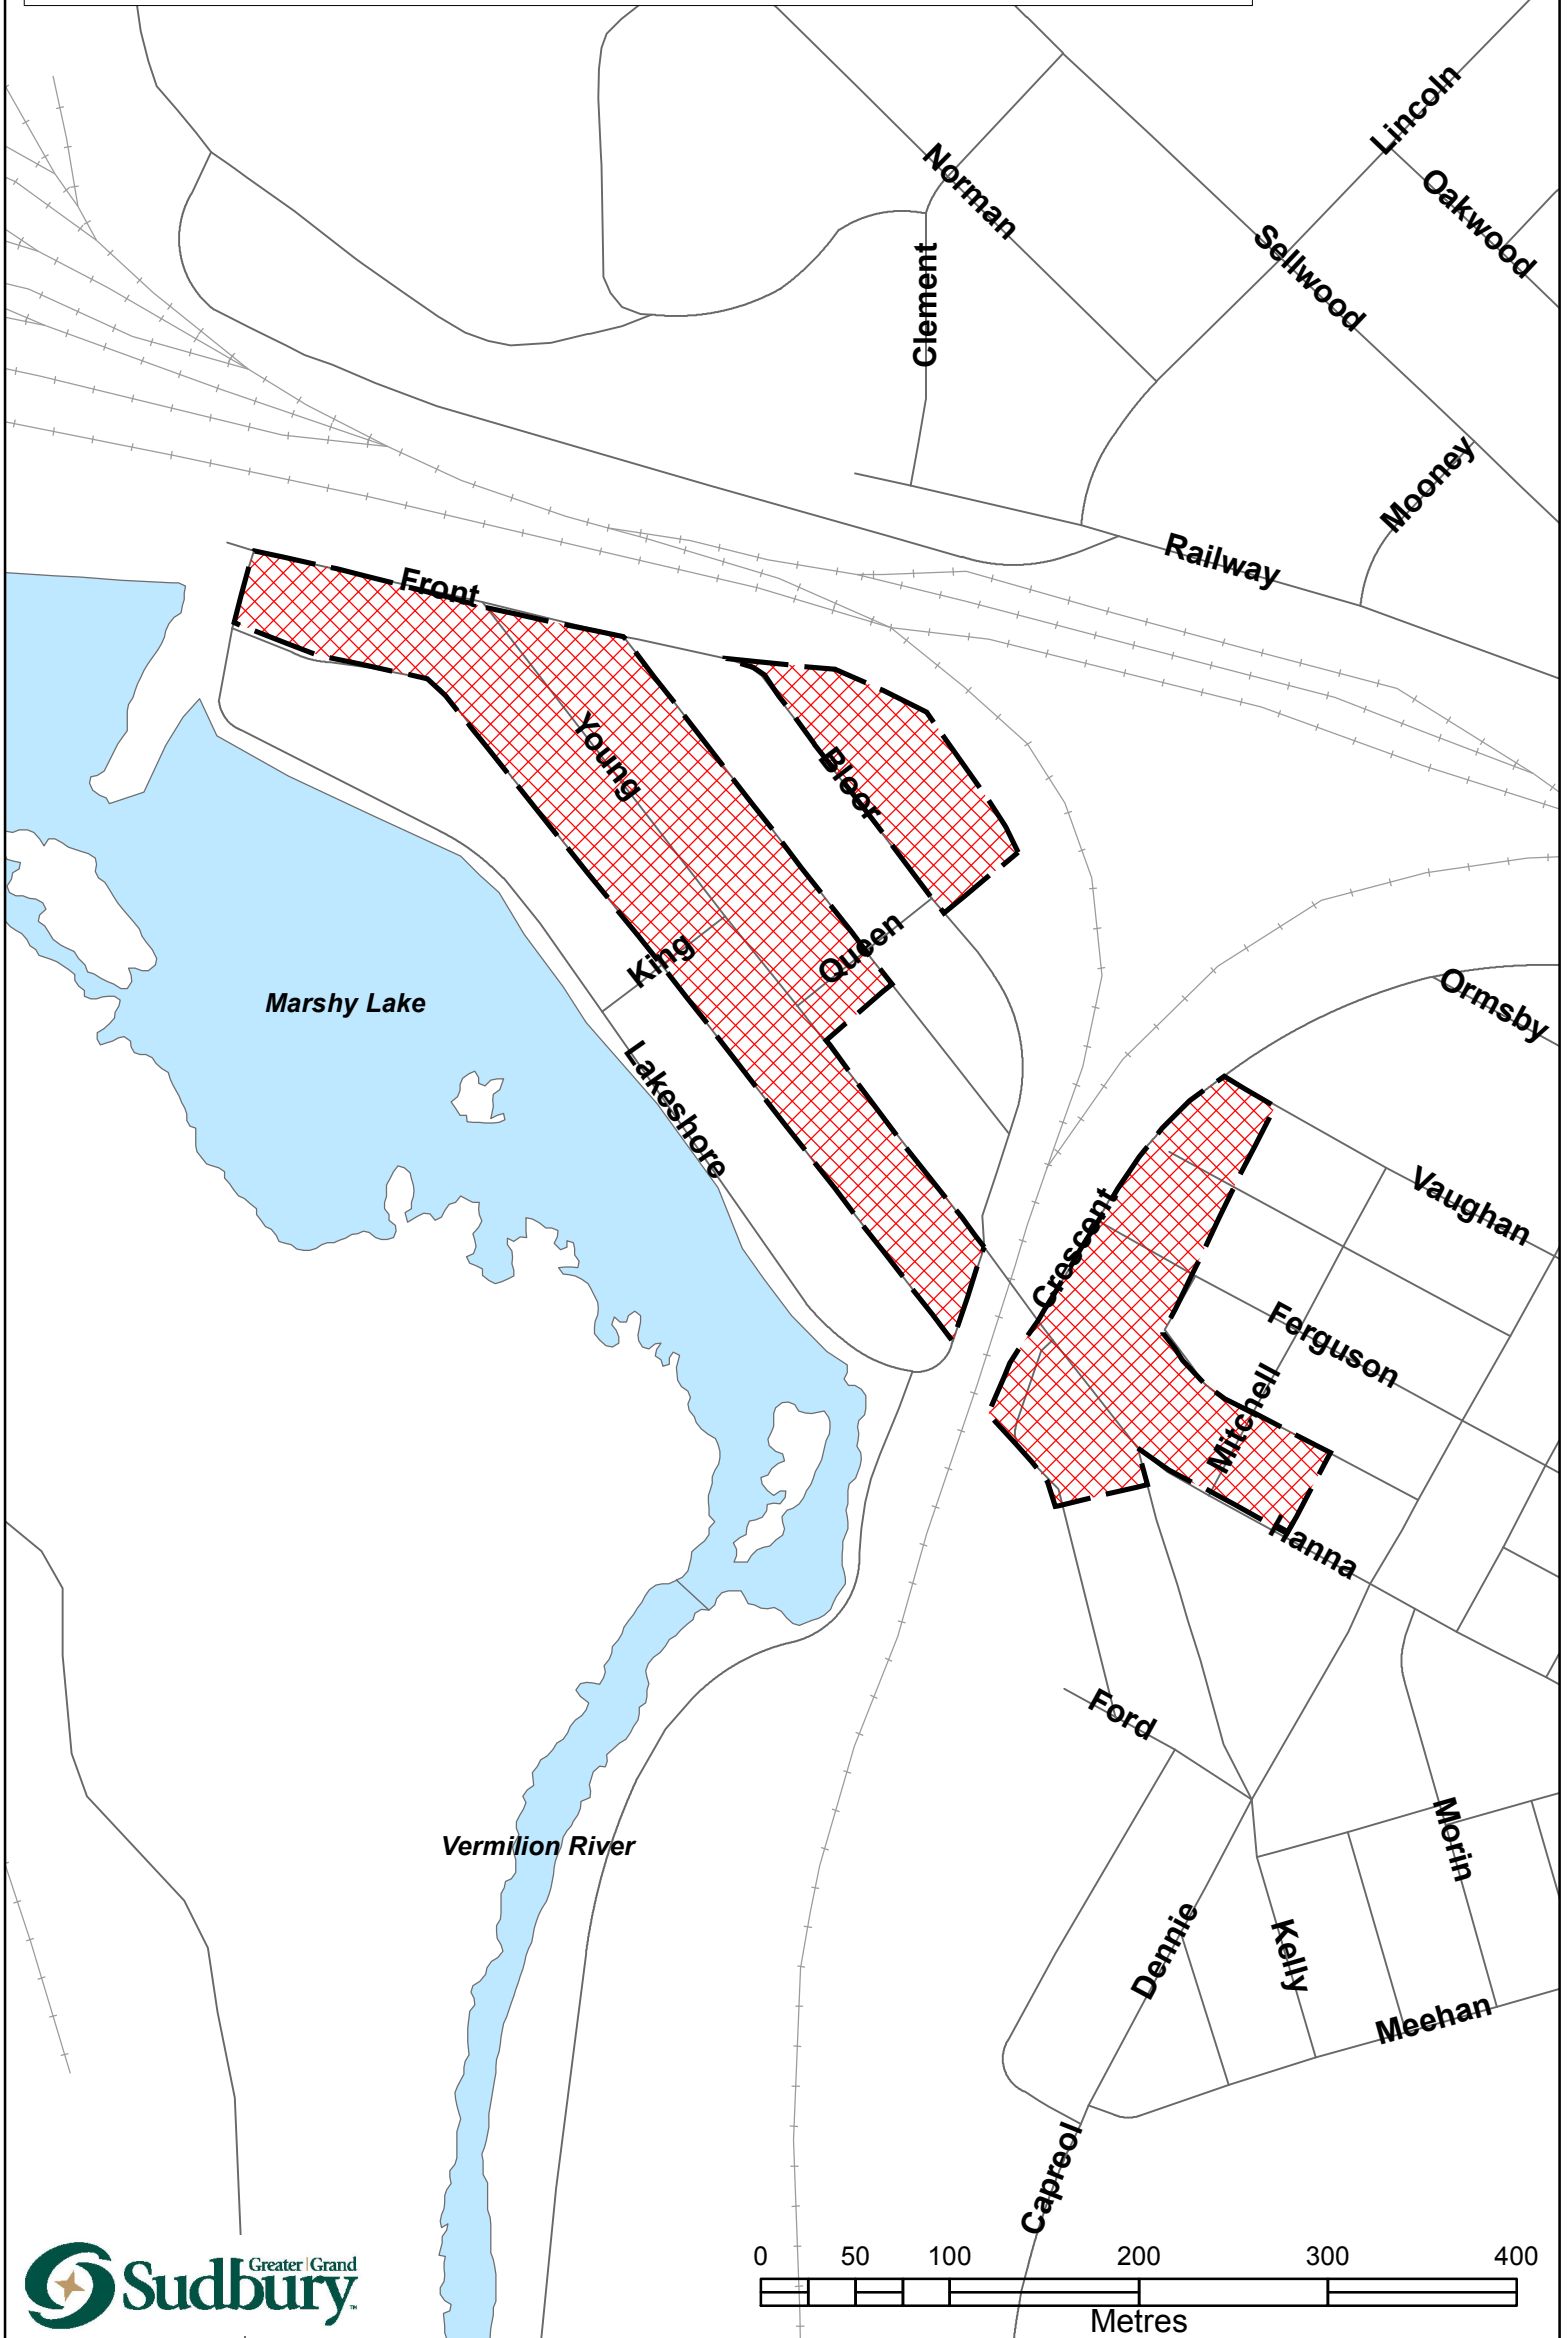 Lincoln
Norman
Oakwood
Sellwood
Clement
Mooney
Railway
Front
Young
Bloor
Queen
King
Marshy Lake
Ormsby
Lakeshore
Vaughan
Crescent
Ferguson
Mitchell
Hanna
Ford
Vermilion River
Morin
Dennie
Kelly
Meehan
Capreol
Greater | Grand
Sudbury
TM
0 50 100 200 300 400
Metres